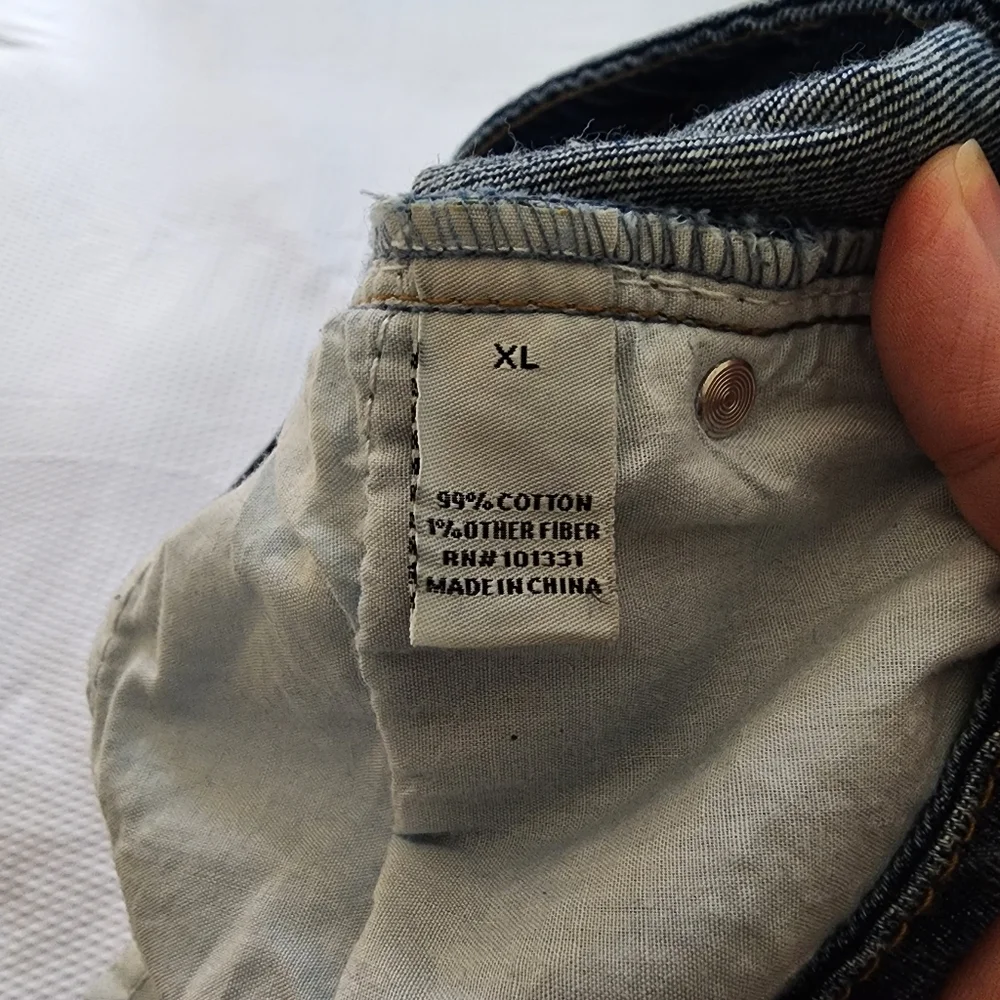 XL
99% COTTON
1% OTHER FIBER
RN# 101331
MADE IN CHINA